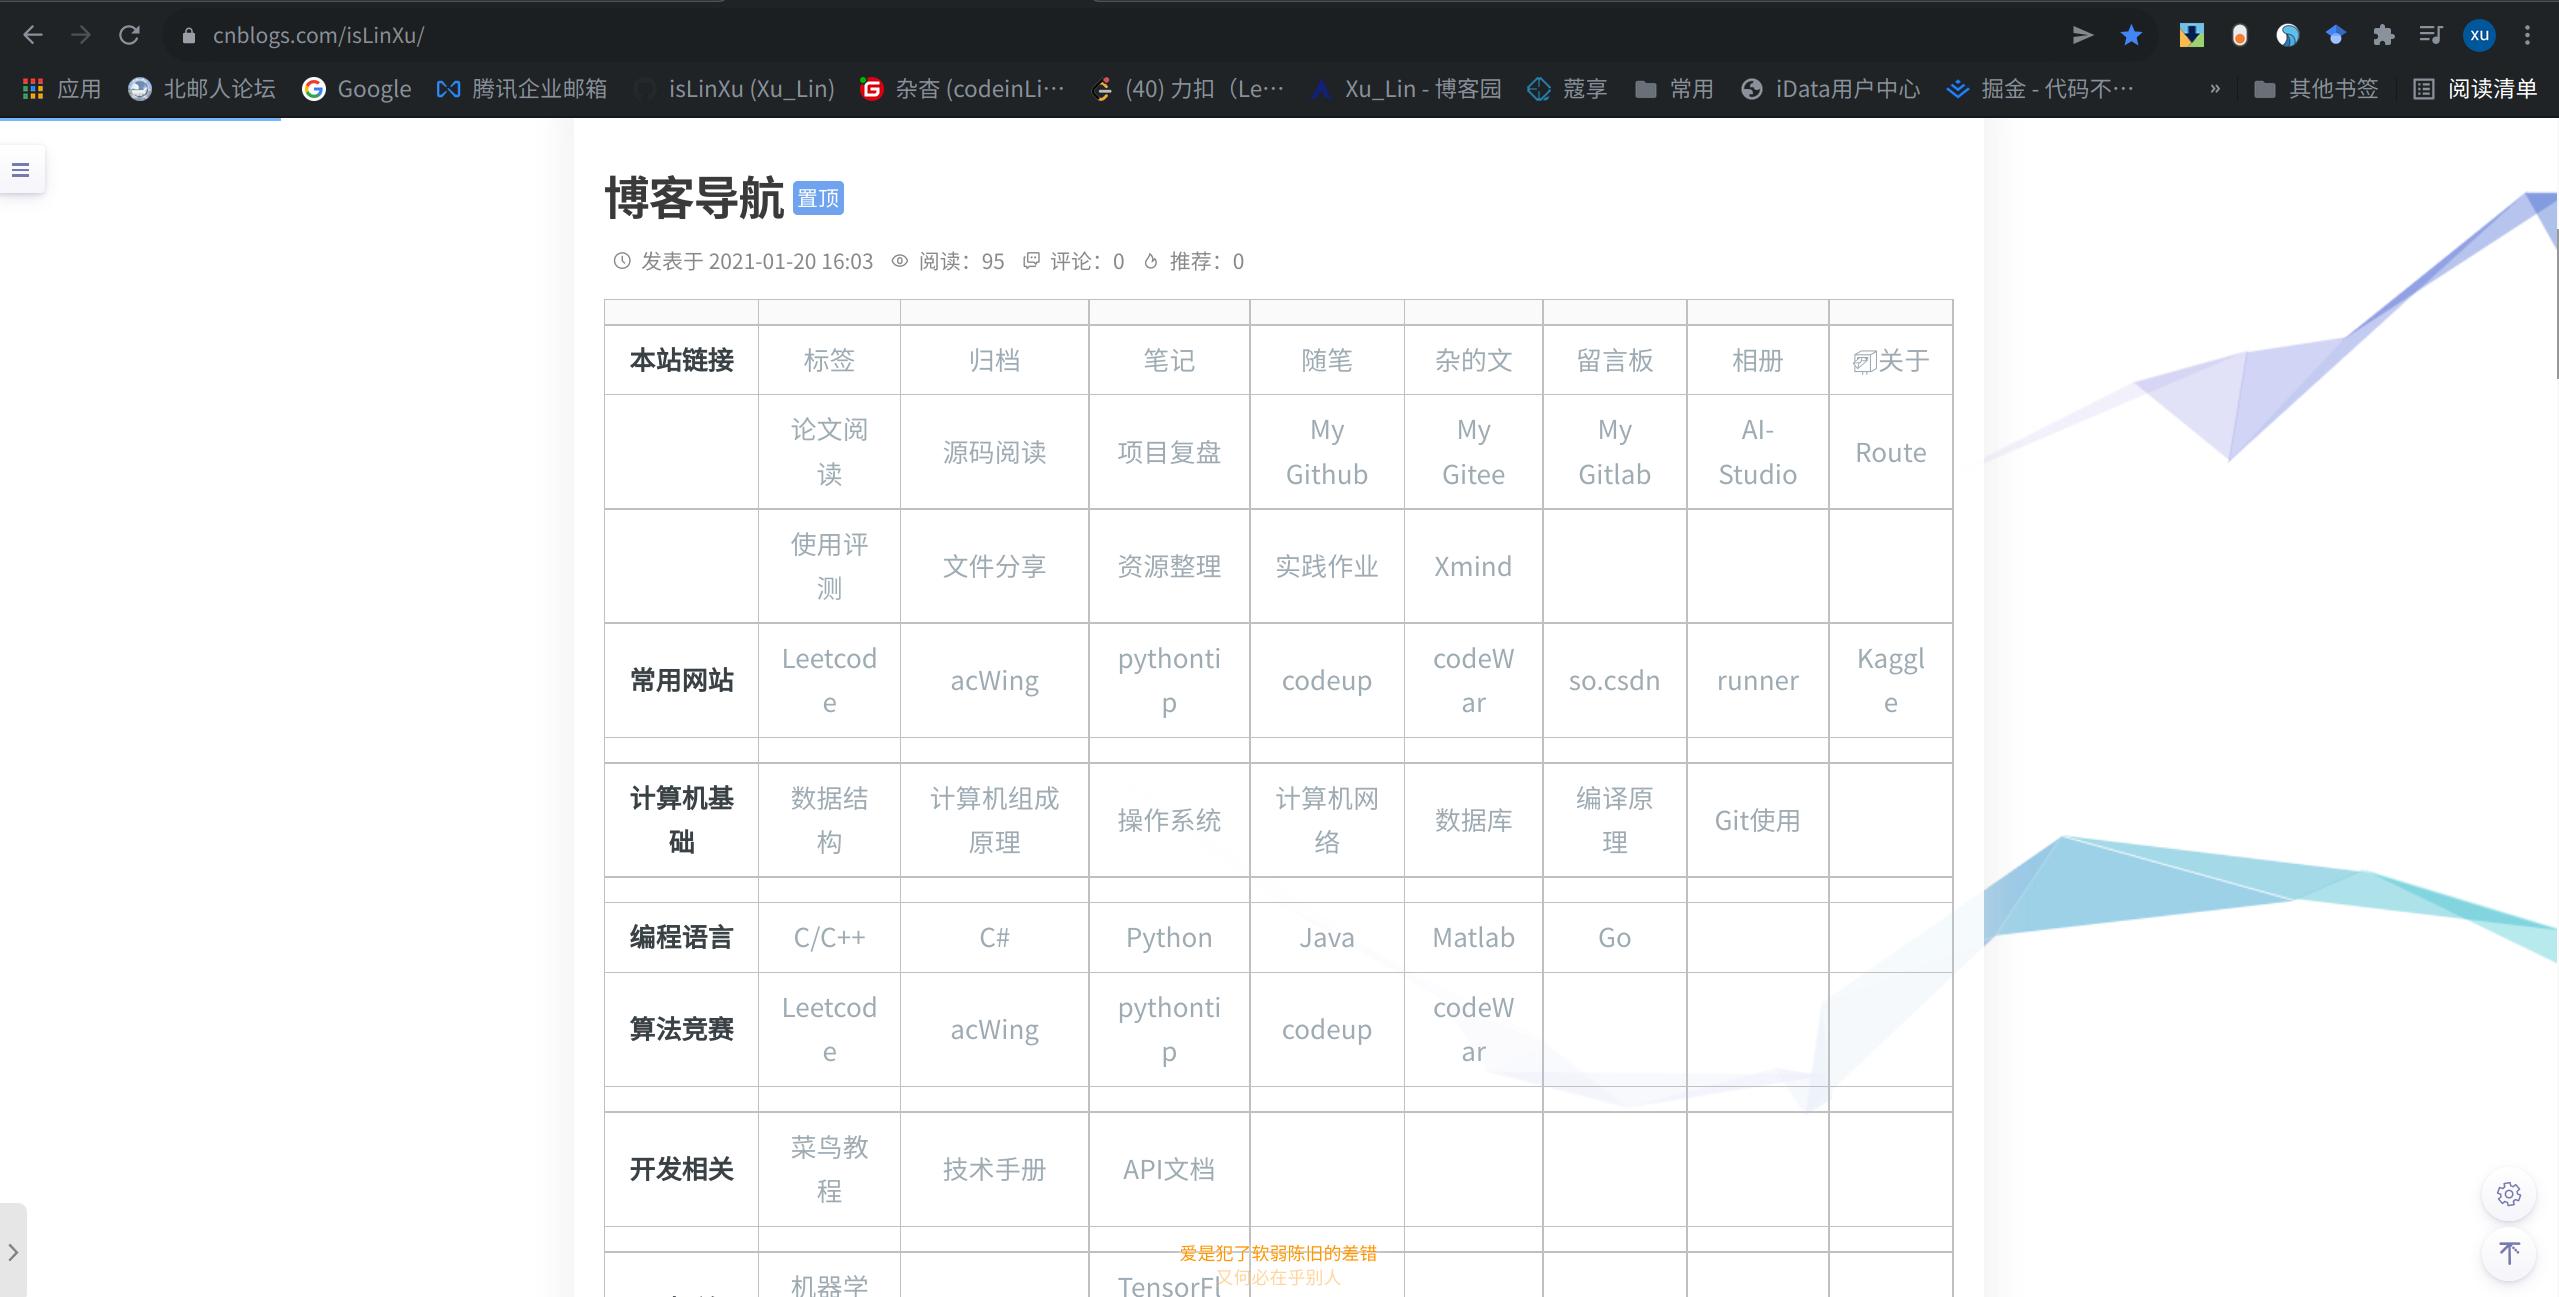 cnblogs.com/isLinXu/
xu
应用 北邮人论坛 Google 腾讯企业邮箱 isLinXu (Xu_Lin) 杂杏 (codeinLi… (40) 力扣（Le… Xu_Lin - 博客园 蔻享 常用 iData用户中心 掘金 - 代码不… » 其他书签 阅读清单
博客导航 置顶
发表于 2021-01-20 16:03 阅读：95 评论：0 推荐：0
本站链接 标签 归档 笔记 随笔 杂的文 留言板 相册 关于
论文阅读 源码阅读 项目复盘 My Github My Gitee My Gitlab AI-Studio Route
使用评测 文件分享 资源整理 实践作业 Xmind
常用网站 Leetcode acWing pythontip codeup codeWar so.csdn runner Kaggle
计算机基础 数据结构 计算机组成原理 操作系统 计算机网络 数据库 编译原理 Git使用
编程语言 C/C++ C# Python Java Matlab Go
算法竞赛 Leetcode acWing pythontip codeup codeWar
开发相关 菜鸟教程 技术手册 API文档
爱是犯了软弱陈旧的差错
又何必在乎别人
机器学 TensorFl